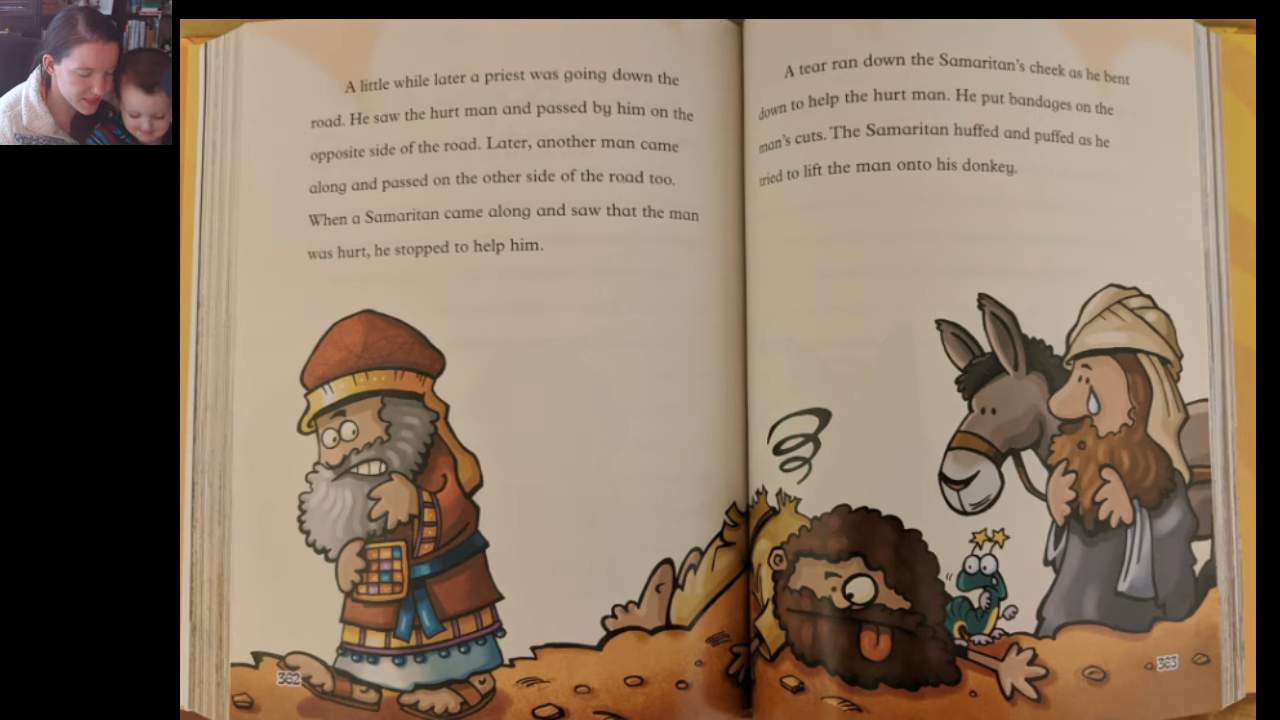 A little while later a priest was going down the
road. He saw the hurt man and passed by him on the
opposite side of the road. Later, another man came
along and passed on the other side of the road too.
When a Samaritan came along and saw that the man
was hurt, he stopped to help him.
362
A tear ran down the Samaritan's cheek as he bent
down to help the hurt man. He put bandages on the
man's cuts. The Samaritan huffed and puffed as he
tried to lift the man onto his donkey.
363